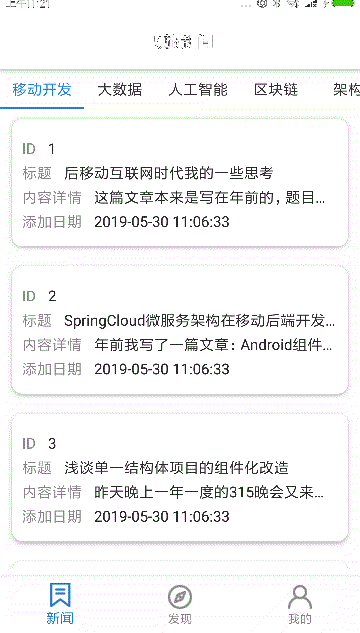 上午11:21
移动开发 大数据 人工智能 区块链 架构
ID 1
标题 后移动互联网时代我的一些思考
内容详情 这篇文章本来是写在年前的，题目...
添加日期 2019-05-30 11:06:33
ID 2
标题 SpringCloud微服务架构在移动后端开发...
内容详情 年前我写了一篇文章：Android组件...
添加日期 2019-05-30 11:06:33
ID 3
标题 浅谈单一结构体项目的组件化改造
内容详情 昨天晚上一年一度的315晚会又来...
添加日期 2019-05-30 11:06:33
新闻 发现 我的